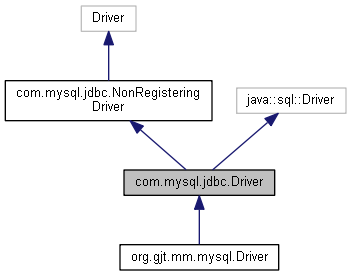 Driver
com.mysql.jdbc.NonRegistering
Driver
java::sql::Driver
com.mysql.jdbc.Driver
org.gjt.mm.mysql.Driver